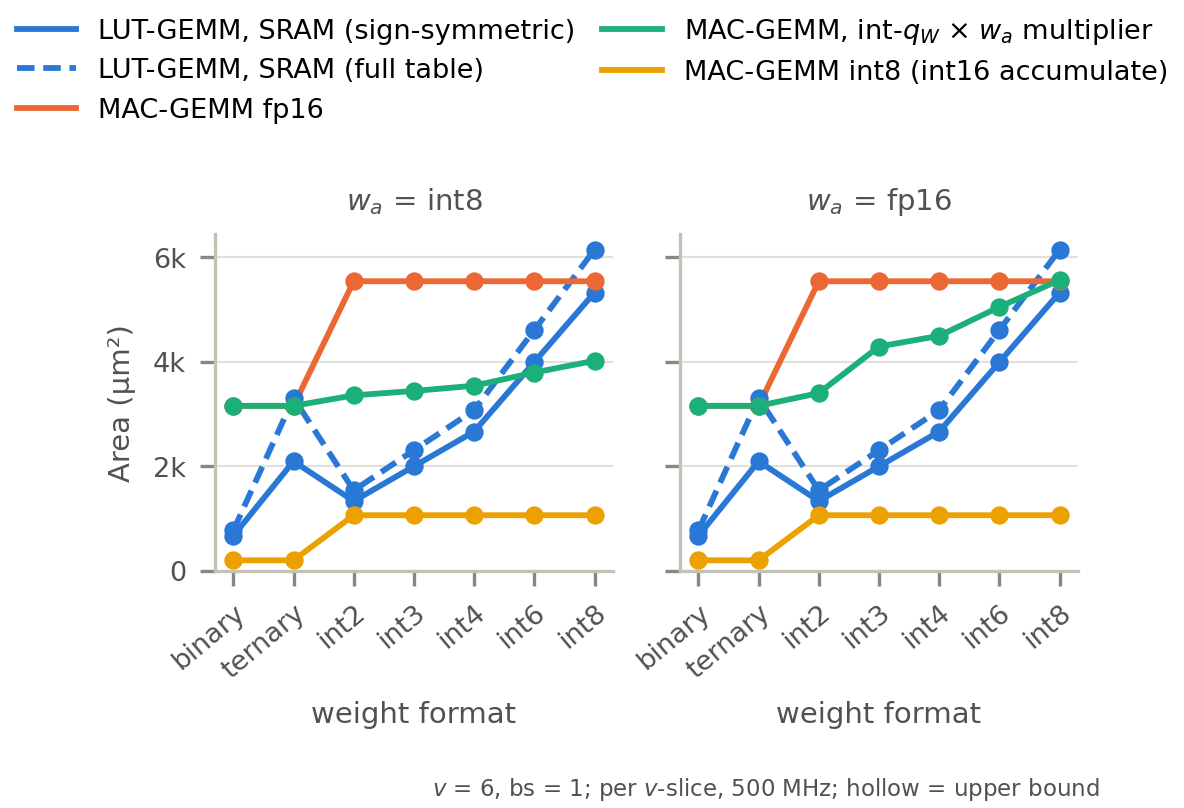 LUT-GEMM, SRAM (sign-symmetric)
LUT-GEMM, SRAM (full table)
MAC-GEMM fp16
MAC-GEMM, int-q_W × w_a multiplier
MAC-GEMM int8 (int16 accumulate)
w_a = int8
w_a = fp16
Area (µm²)
6k
4k
2k
0
binary ternary int2 int3 int4 int6 int8
binary ternary int2 int3 int4 int6 int8
weight format
weight format
v = 6, bs = 1; per v-slice, 500 MHz; hollow = upper bound